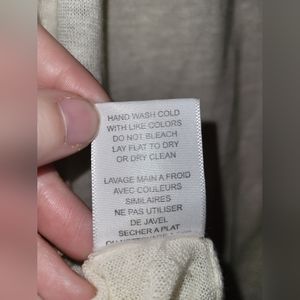 HAND WASH COLD
WITH LIKE COLORS
DO NOT BLEACH
LAY FLAT TO DRY
OR DRY CLEAN
LAVAGE MAIN A FROID
AVEC COULEURS
SIMILAIRES
NE PAS UTILISER
DE JAVEL
SECHER A PLAT
OU